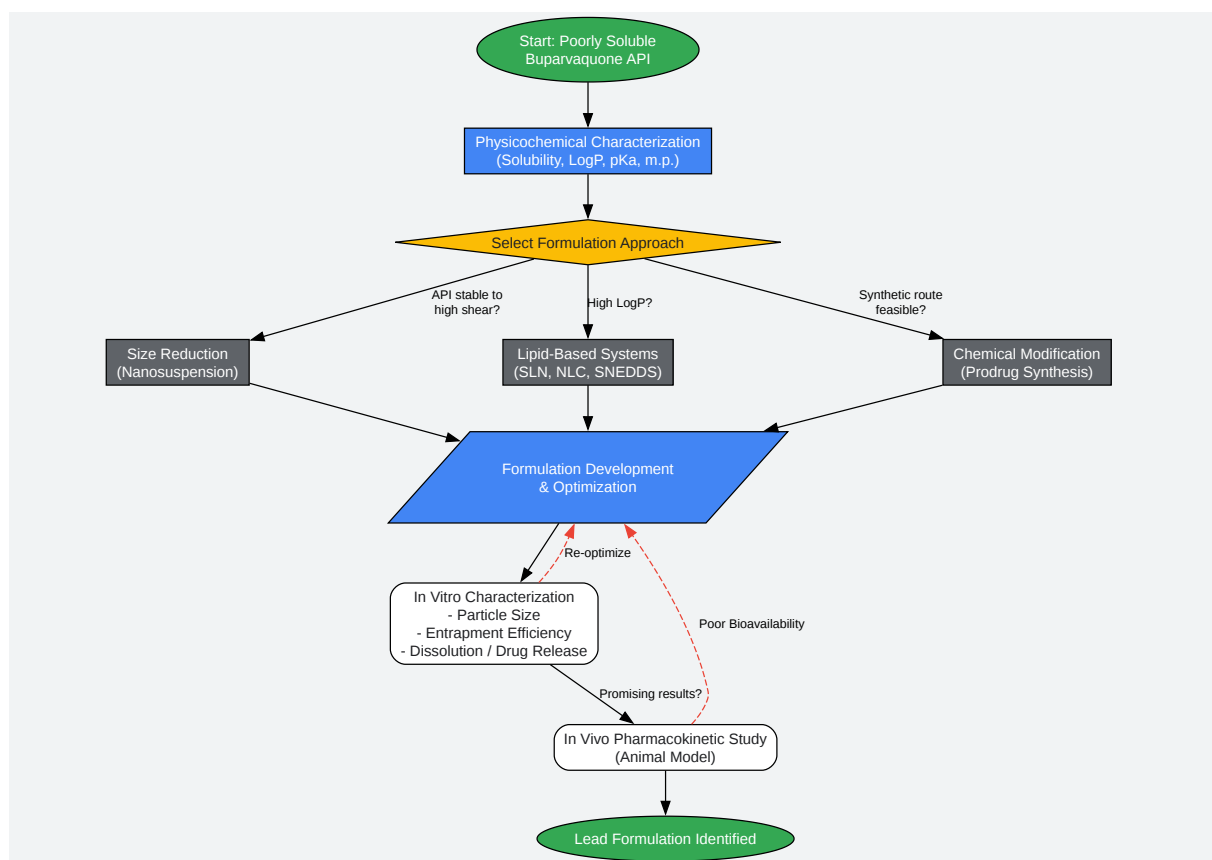 Start: Poorly Soluble
Buparvaquone API
Physicochemical Characterization
(Solubility, LogP, pKa, m.p.)
Select Formulation Approach
API stable to
high shear?
High LogP?
Synthetic route
feasible?
Size Reduction
(Nanosuspension)
Lipid-Based Systems
(SLN, NLC, SNEDDS)
Chemical Modification
(Prodrug Synthesis)
Formulation Development
& Optimization
Re-optimize
In Vitro Characterization
- Particle Size
- Entrapment Efficiency
- Dissolution / Drug Release
Poor Bioavailability
Promising results?
In Vivo Pharmacokinetic Study
(Animal Model)
Lead Formulation Identified